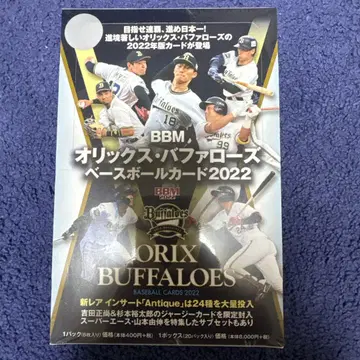 目指せ連覇、進め日本一!
進境著しいオリックス・バファローズの
2022年版カードが登場
18
99
BBM
オリックス・バファローズ
ベースボールカード2022
BBM
Buffaloes
ORIX
BUFFALOES
BASEBALL CARDS 2022
新レア インサート「Antique」は24種を大量投入
吉田正尚&杉本裕太郎のジャージーカードを限定封入
スーパーエース・山本由伸を特集したサブセットもあり